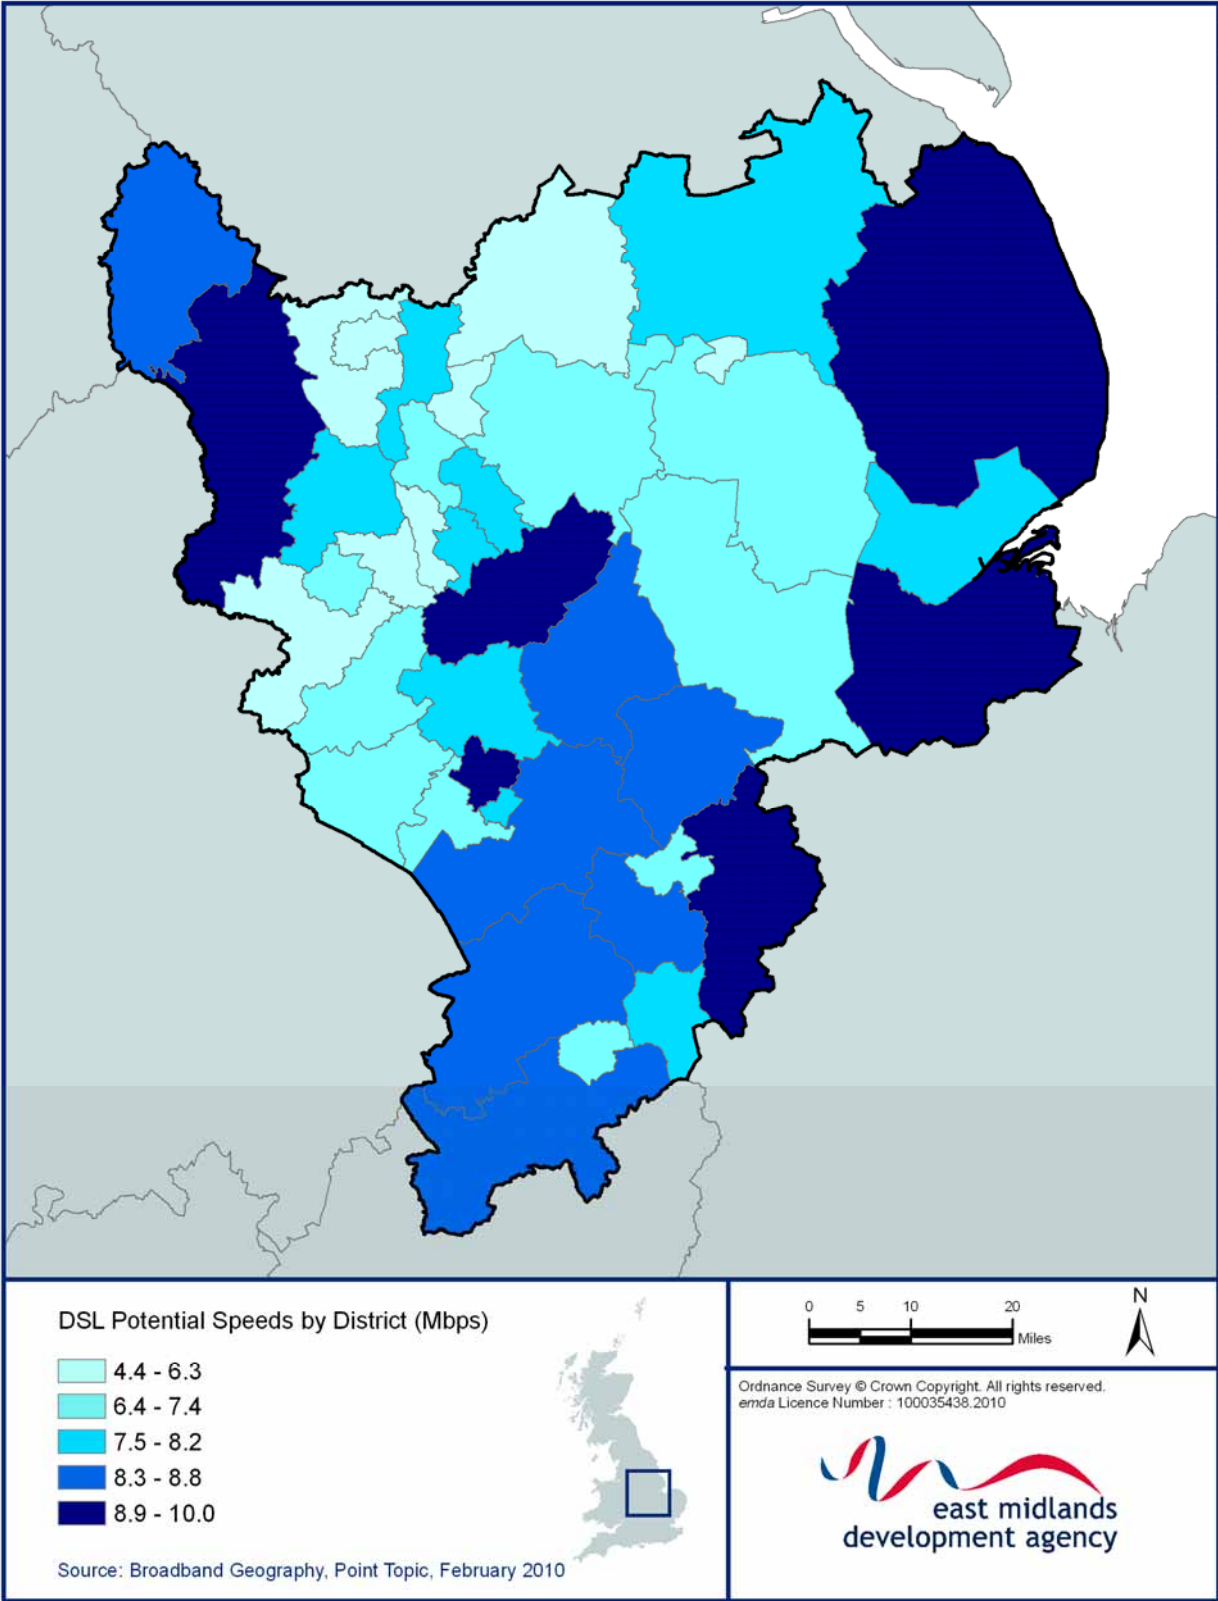 DSL Potential Speeds by District (Mbps)
4.4 - 6.3
6.4 - 7.4
7.5 - 8.2
8.3 - 8.8
8.9 - 10.0
Source: Broadband Geography, Point Topic, February 2010
0 5 10 20
Miles
N
Ordnance Survey © Crown Copyright. All rights reserved.
emda Licence Number : 100035438.2010
east midlands
development agency